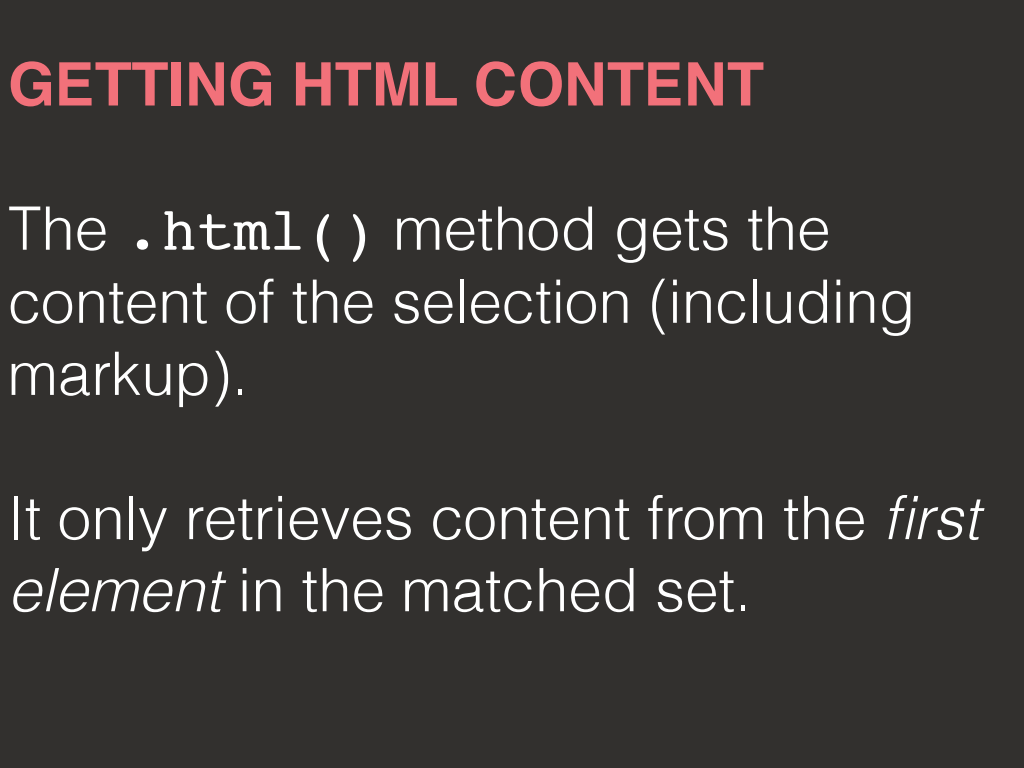 GETTING HTML CONTENT
The .html() method gets the
content of the selection (including
markup).
It only retrieves content from the first
element in the matched set.